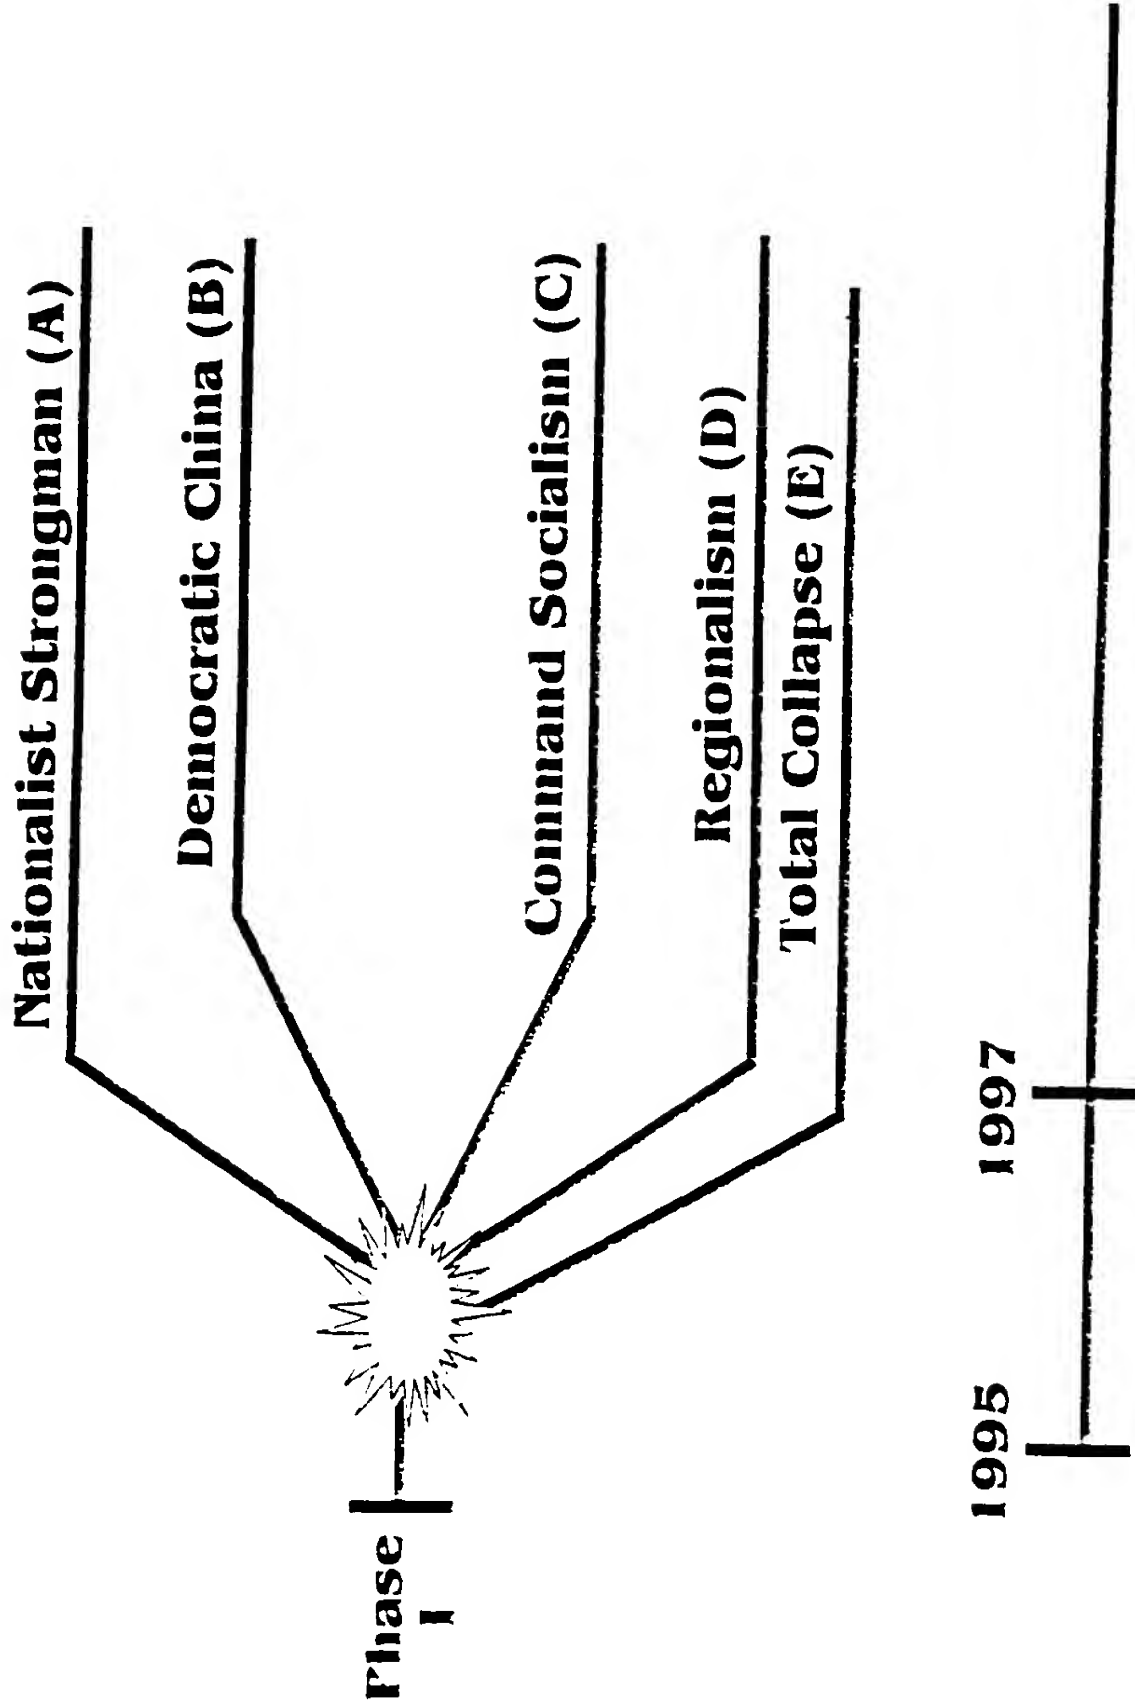 Nationalist Strongman (A)
Democratic China (B)
Phase
I
Command Socialism (C)
Regionalism (D)
Total Collapse (E)
1995
1997